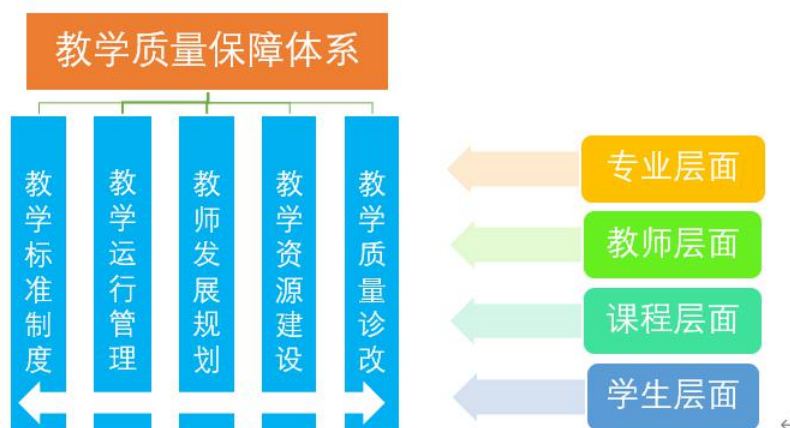 教学质量保障体系
教学标准制度
教学运行管理
教师发展规划
教学资源建设
教学质量诊改
专业层面
教师层面
课程层面
学生层面